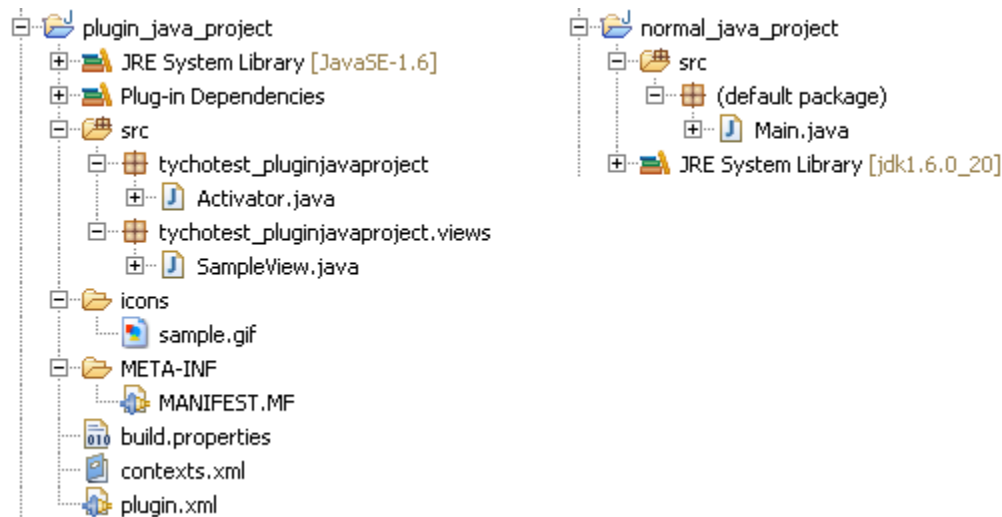 plugin_java_project
JRE System Library [JavaSE-1.6]
Plug-in Dependencies
src
tychotest_pluginjavaproject
Activator.java
tychotest_pluginjavaproject.views
SampleView.java
icons
sample.gif
META-INF
MANIFEST.MF
build.properties
contexts.xml
plugin.xml
normal_java_project
src
(default package)
Main.java
JRE System Library [jdk1.6.0_20]